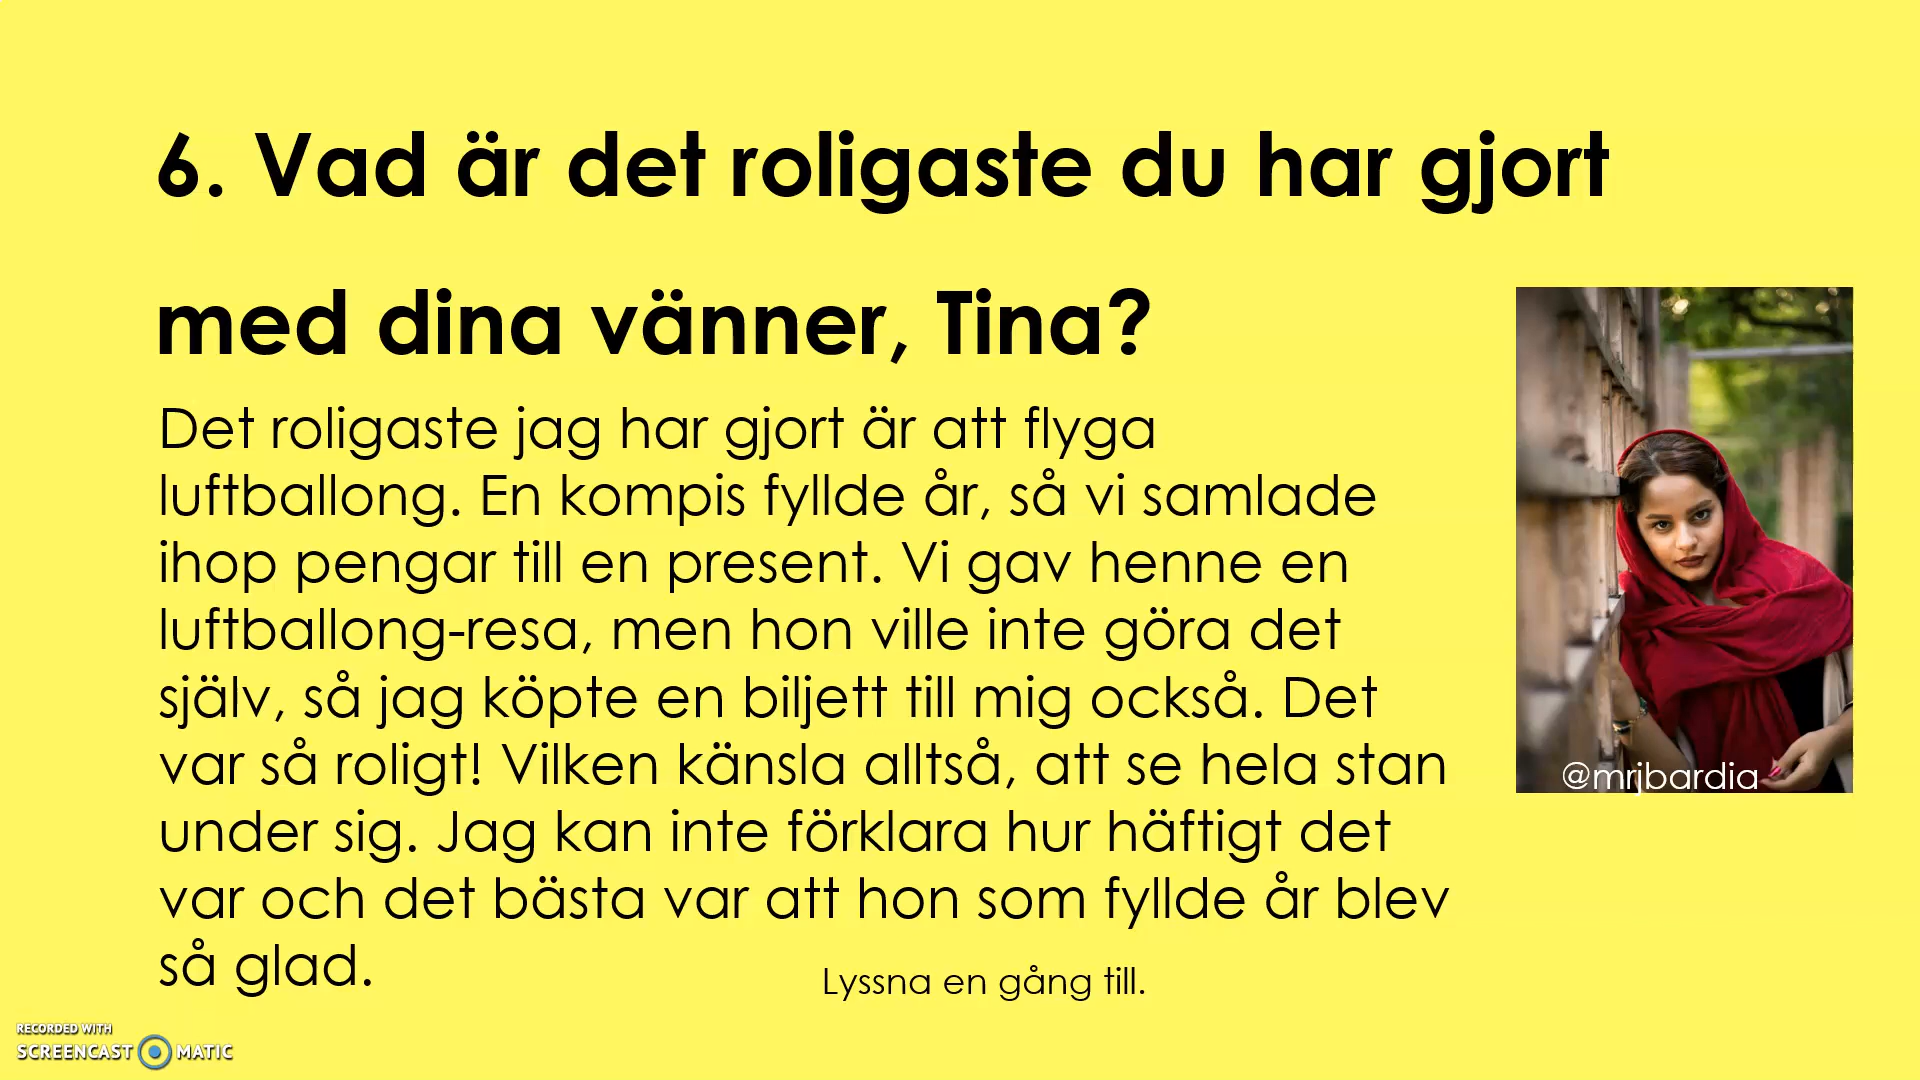 6. Vad är det roligaste du har gjort
med dina vänner, Tina?
Det roligaste jag har gjort är att flyga
luftballong. En kompis fyllde år, så vi samlade
ihop pengar till en present. Vi gav henne en
luftballong-resa, men hon ville inte göra det
själv, så jag köpte en biljett till mig också. Det
var så roligt! Vilken känsla alltså, att se hela stan
under sig. Jag kan inte förklara hur häftigt det
var och det bästa var att hon som fyllde år blev
så glad.
Lyssna en gång till.
@mrjbardia
RECORDED WITH
SCREENCAST MATIC